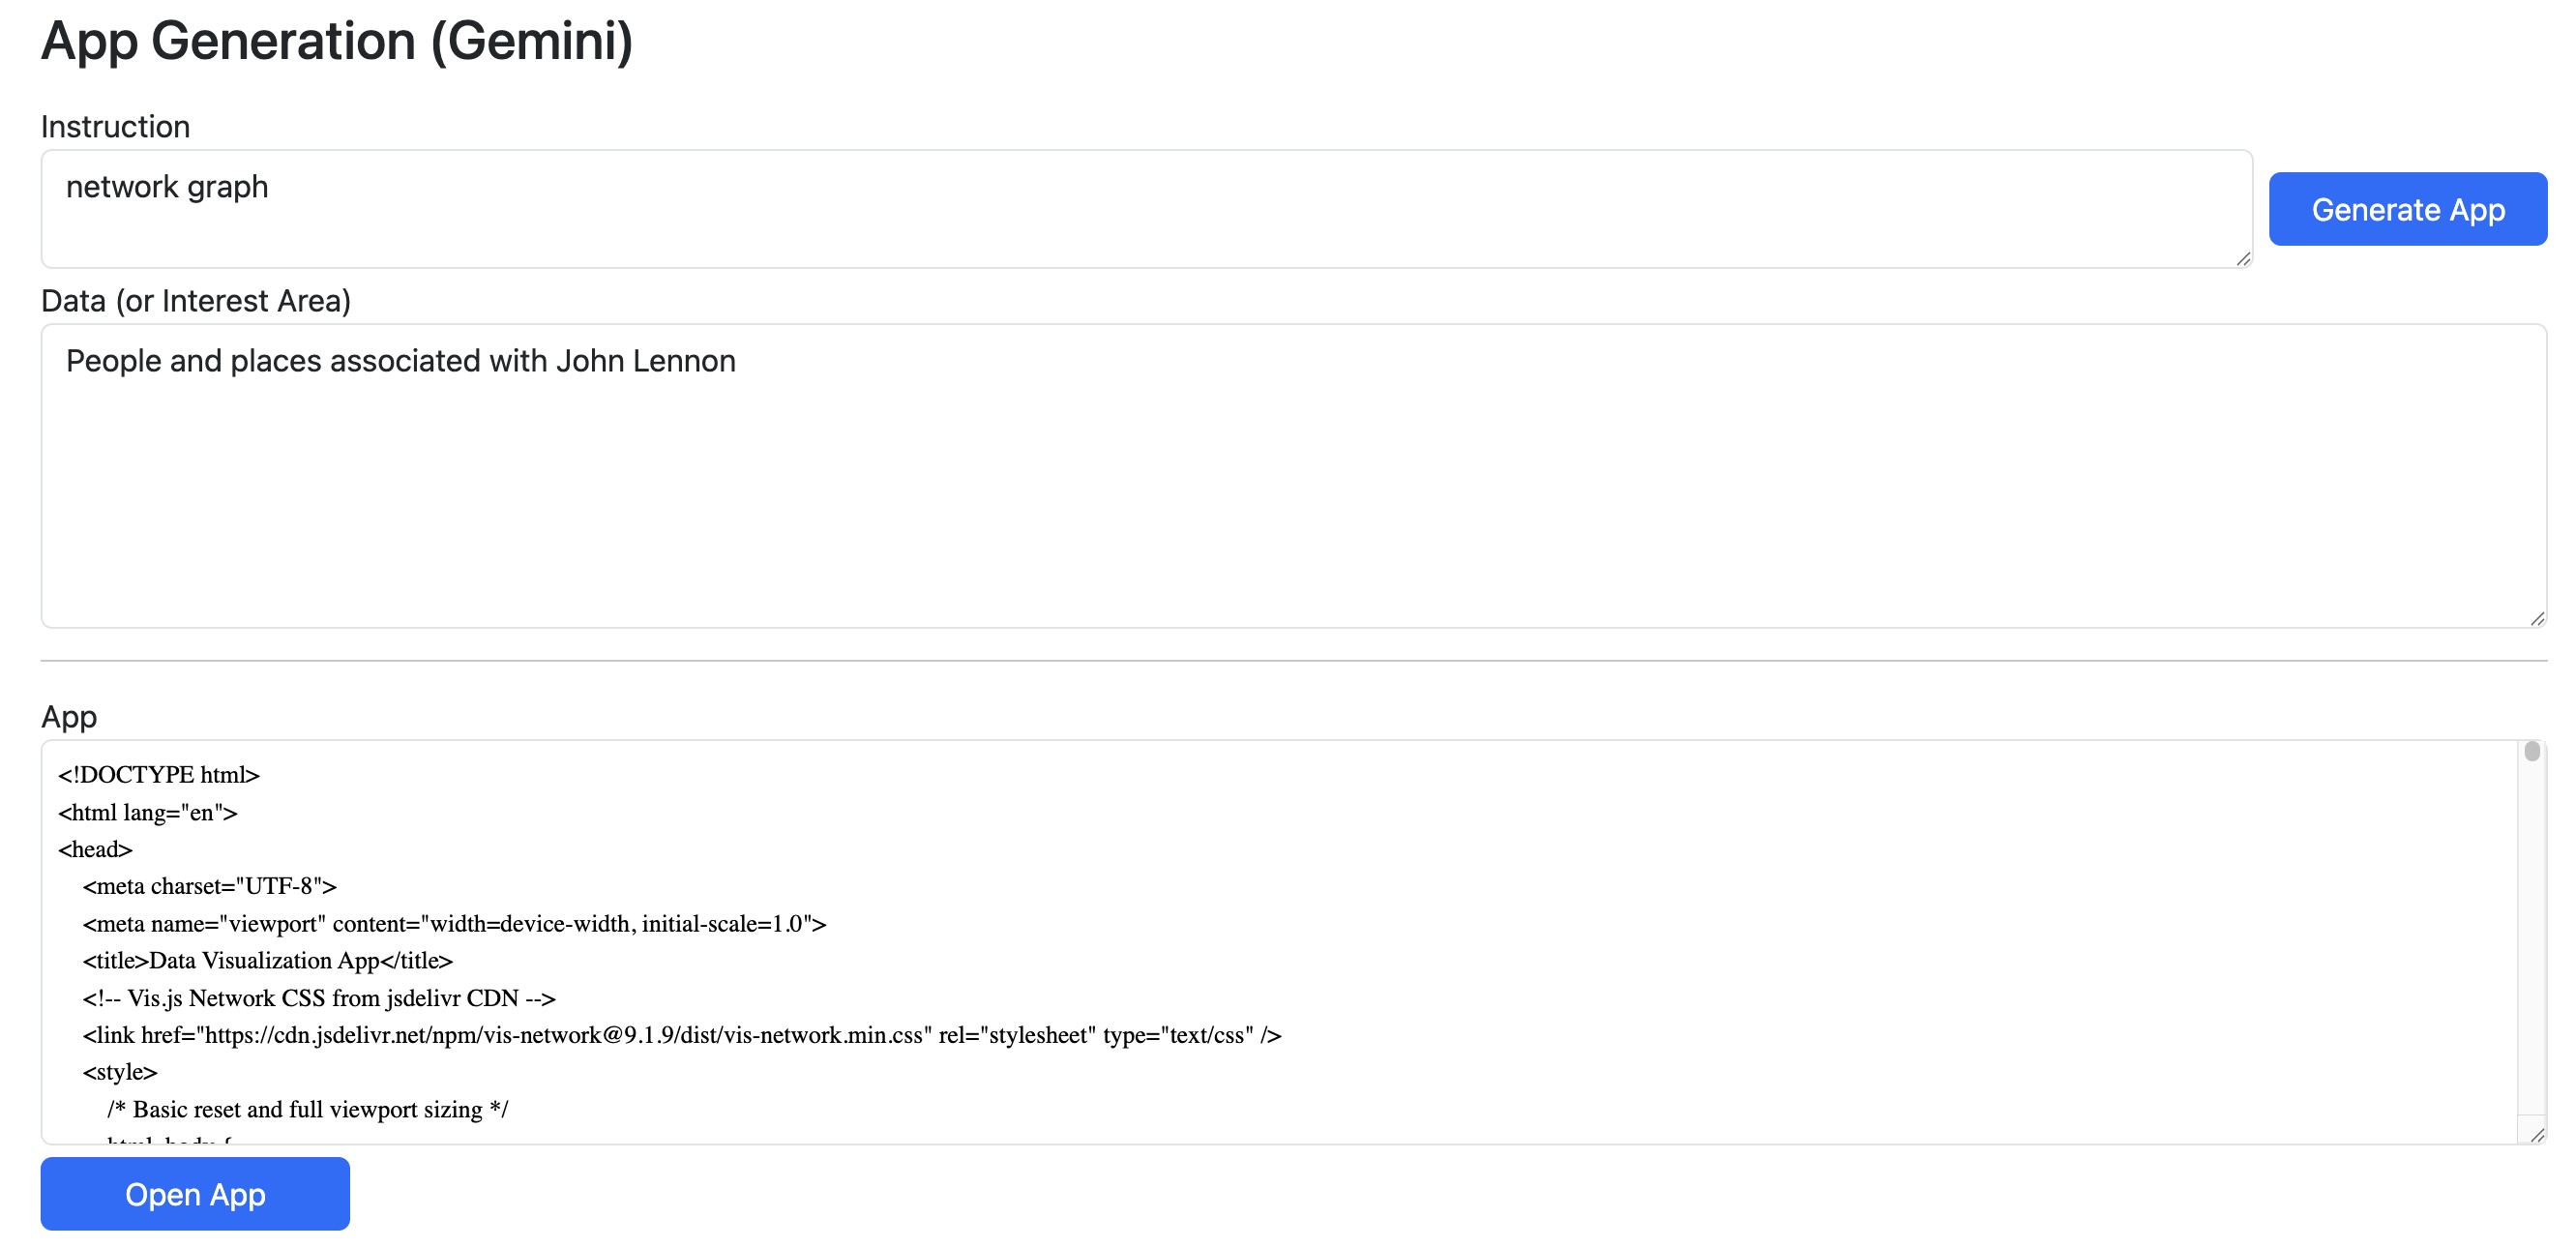 App Generation (Gemini)
Instruction
network graph
Generate App
Data (or Interest Area)
People and places associated with John Lennon
App
<!DOCTYPE html>
<html lang="en">
<head>
<meta charset="UTF-8">
<meta name="viewport" content="width=device-width, initial-scale=1.0">
<title>Data Visualization App</title>
<!-- Vis.js Network CSS from jsdelivr CDN -->
<link href="https://cdn.jsdelivr.net/npm/vis-network@9.1.9/dist/vis-network.min.css" rel="stylesheet" type="text/css" />
<style>
/* Basic reset and full viewport sizing */
html, body {
Open App